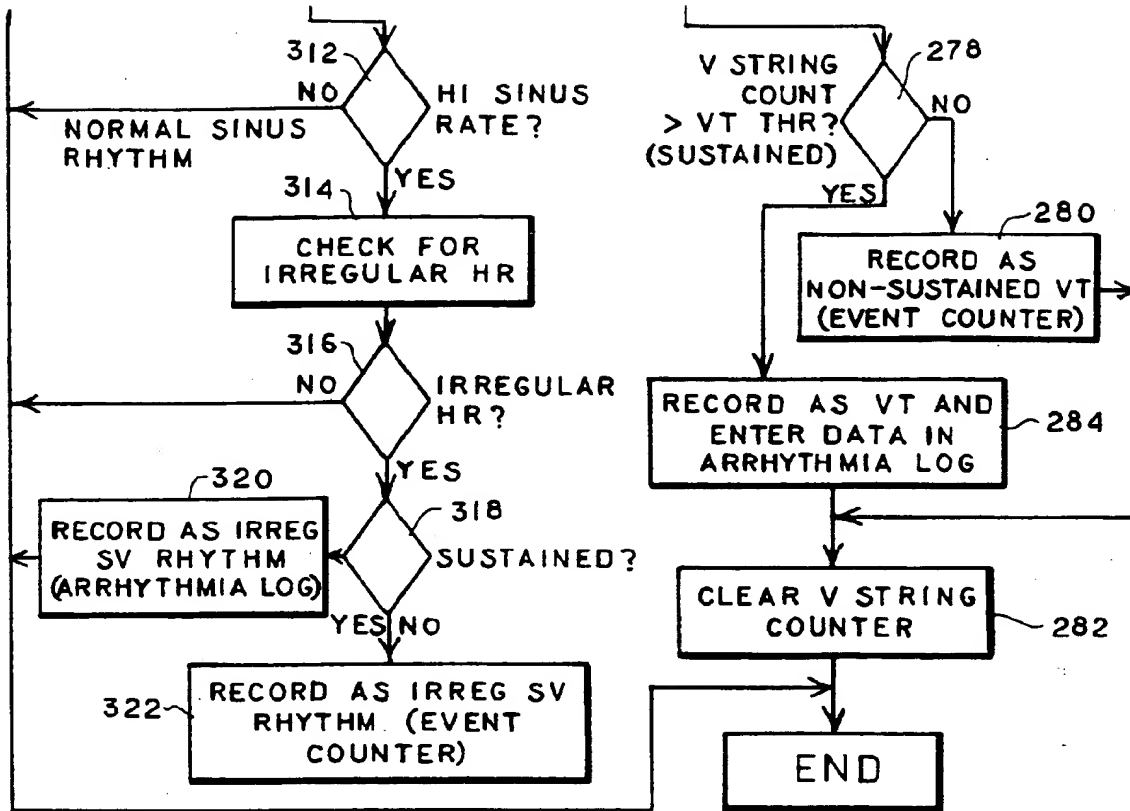 312
NO
HI SINUS
RATE?
NORMAL SINUS
RHYTHM
YES
314
CHECK FOR
IRREGULAR HR
316
NO
IRREGULAR
HR?
YES
320
RECORD AS IRREG
SV RHYTHM
(ARRHYTHMIA LOG)
318
SUSTAINED?
YES
NO
322
RECORD AS IRREG SV
RHYTHM (EVENT
COUNTER)
V STRING
COUNT
> VT THR?
(SUSTAINED)
278
NO
YES
280
RECORD AS
NON-SUSTAINED VT
(EVENT COUNTER)
RECORD AS VT AND
ENTER DATA IN
ARRHYTHMIA LOG
284
CLEAR V STRING
COUNTER
282
END